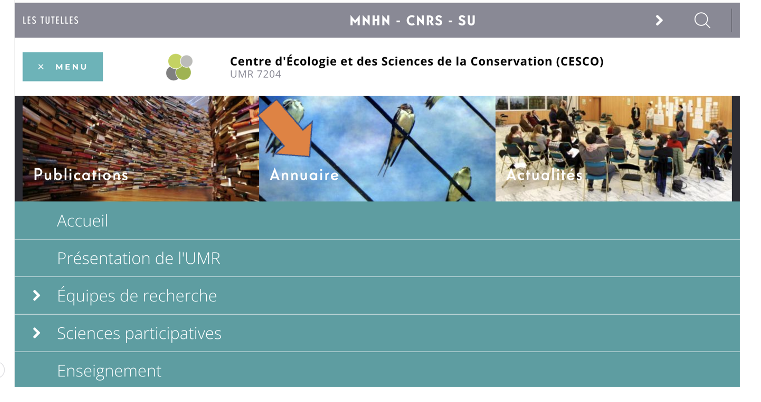 LES TUTELLES
MNHN - CNRS - SU
× MENU
Centre d'Écologie et des Sciences de la Conservation (CESCO)
UMR 7204
Publications
Annuaire
Actualités
Accueil
Présentation de l'UMR
Équipes de recherche
Sciences participatives
Enseignement